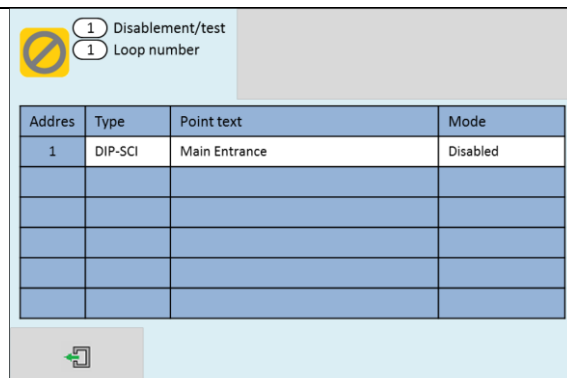 1 Disablement/test
1 Loop number
Addres Type Point text Mode
1 DIP-SCI Main Entrance Disabled